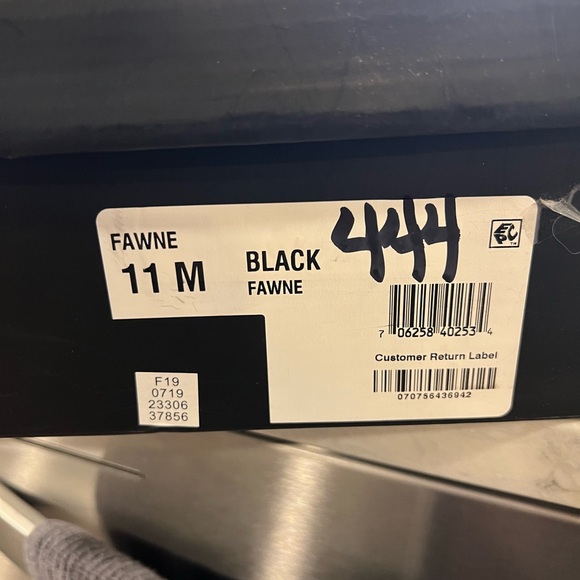 FAWNE
11 M
BLACK
FAWNE
444
7 06258 40253 4
Customer Return Label
070756436942
F19
0719
23306
37856